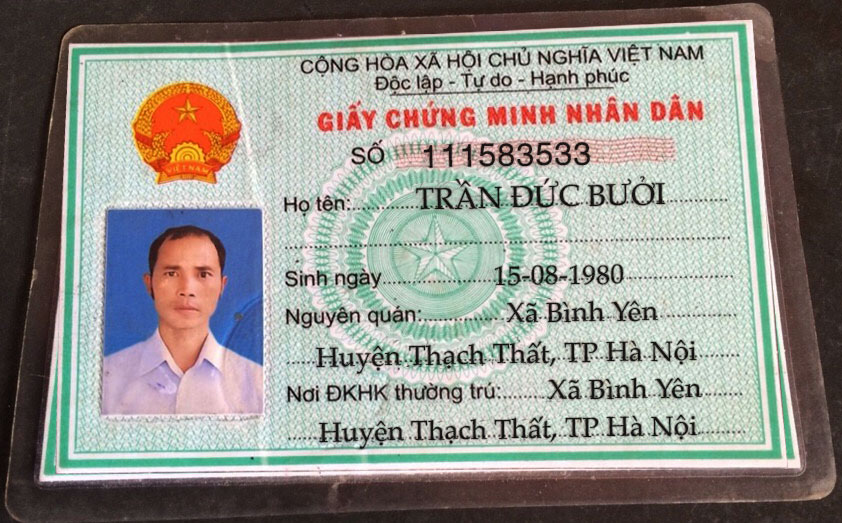 CỘNG HÒA XÃ HỘI CHỦ NGHĨA VIỆT NAM
Độc lập - Tự do - Hạnh phúc
GIẤY CHỨNG MINH NHÂN DÂN
SỐ 111583533
Họ tên: TRẦN ĐỨC BƯỞI
Sinh ngày 15-08-1980
Nguyên quán: Xã Bình Yên
Huyện Thạch Thất, TP Hà Nội
Nơi ĐKHK thường trú: Xã Bình Yên
Huyện Thạch Thất, TP Hà Nội
VIỆT NAM